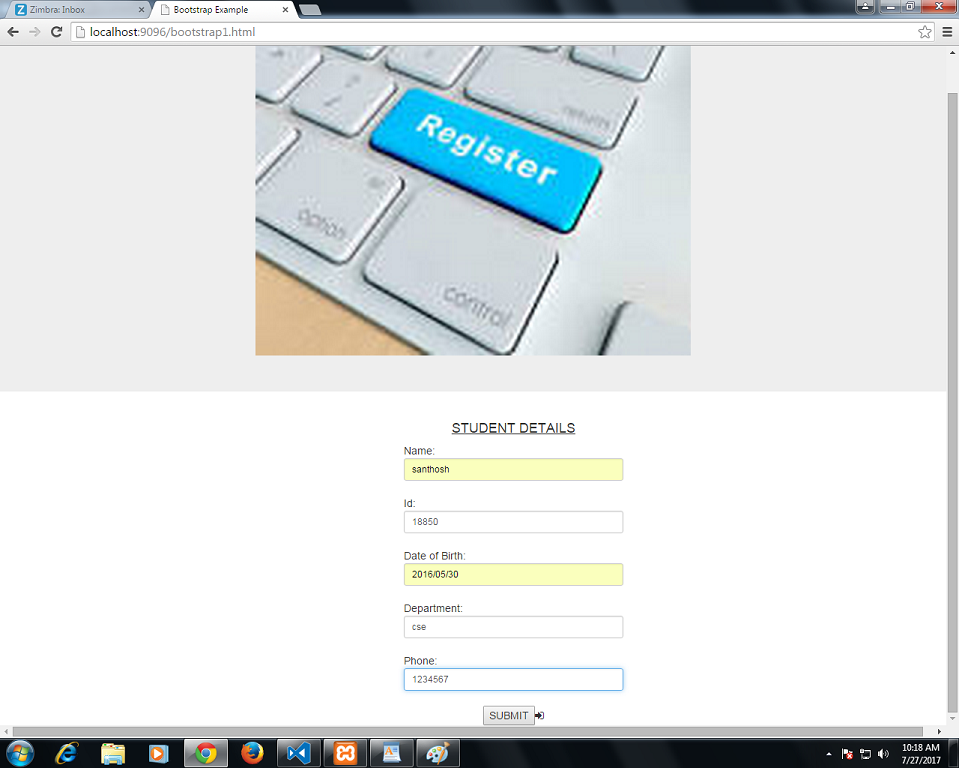 Zimbra: Inbox
Bootstrap Example
localhost:9096/bootstrap1.html
return
Register
option
control
STUDENT DETAILS
Name:
santhosh
Id:
18850
Date of Birth:
2016/05/30
Department:
cse
Phone:
1234567
SUBMIT
10:18 AM
7/27/2017